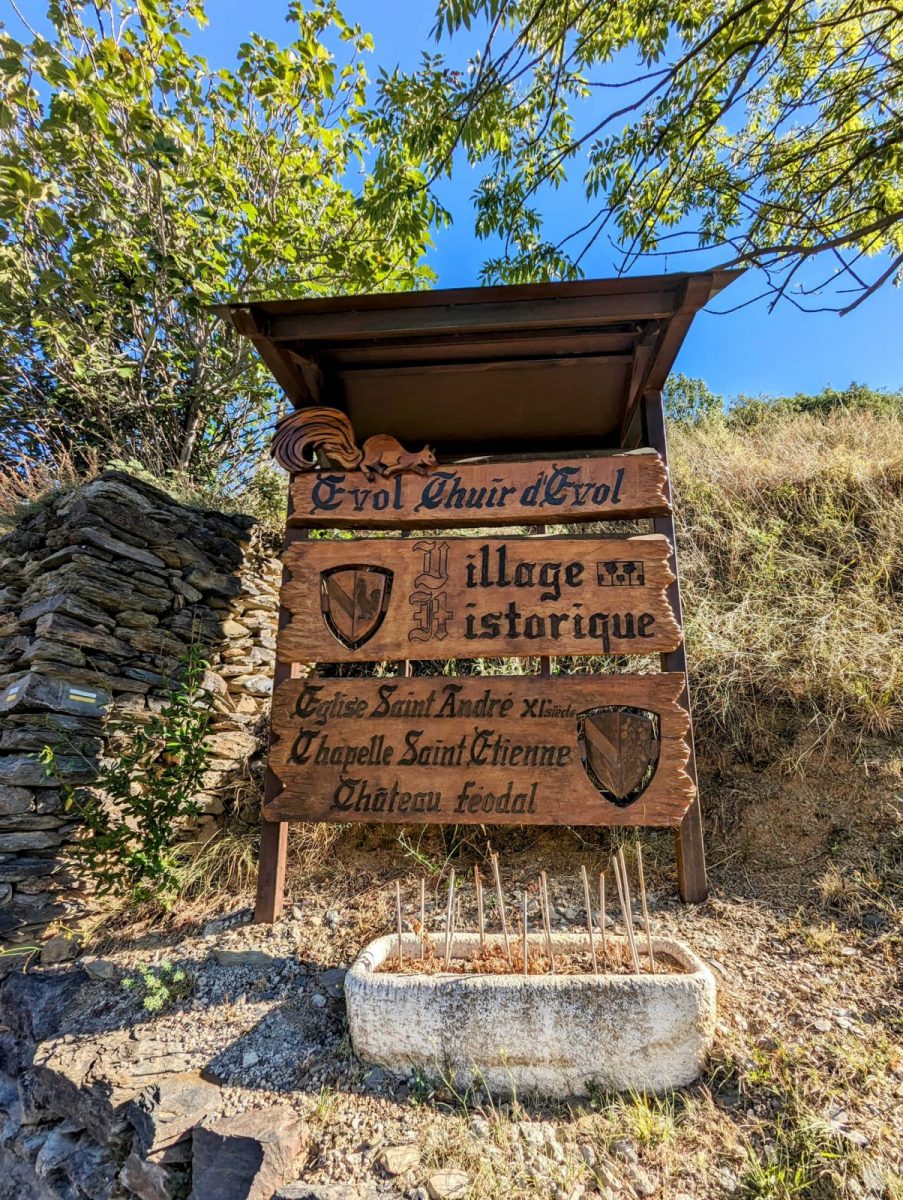 Evol Thuir d'Evol
Village
Historique
Eglise Saint André XIᵉ siècle
Chapelle Saint Etienne
Château féodal